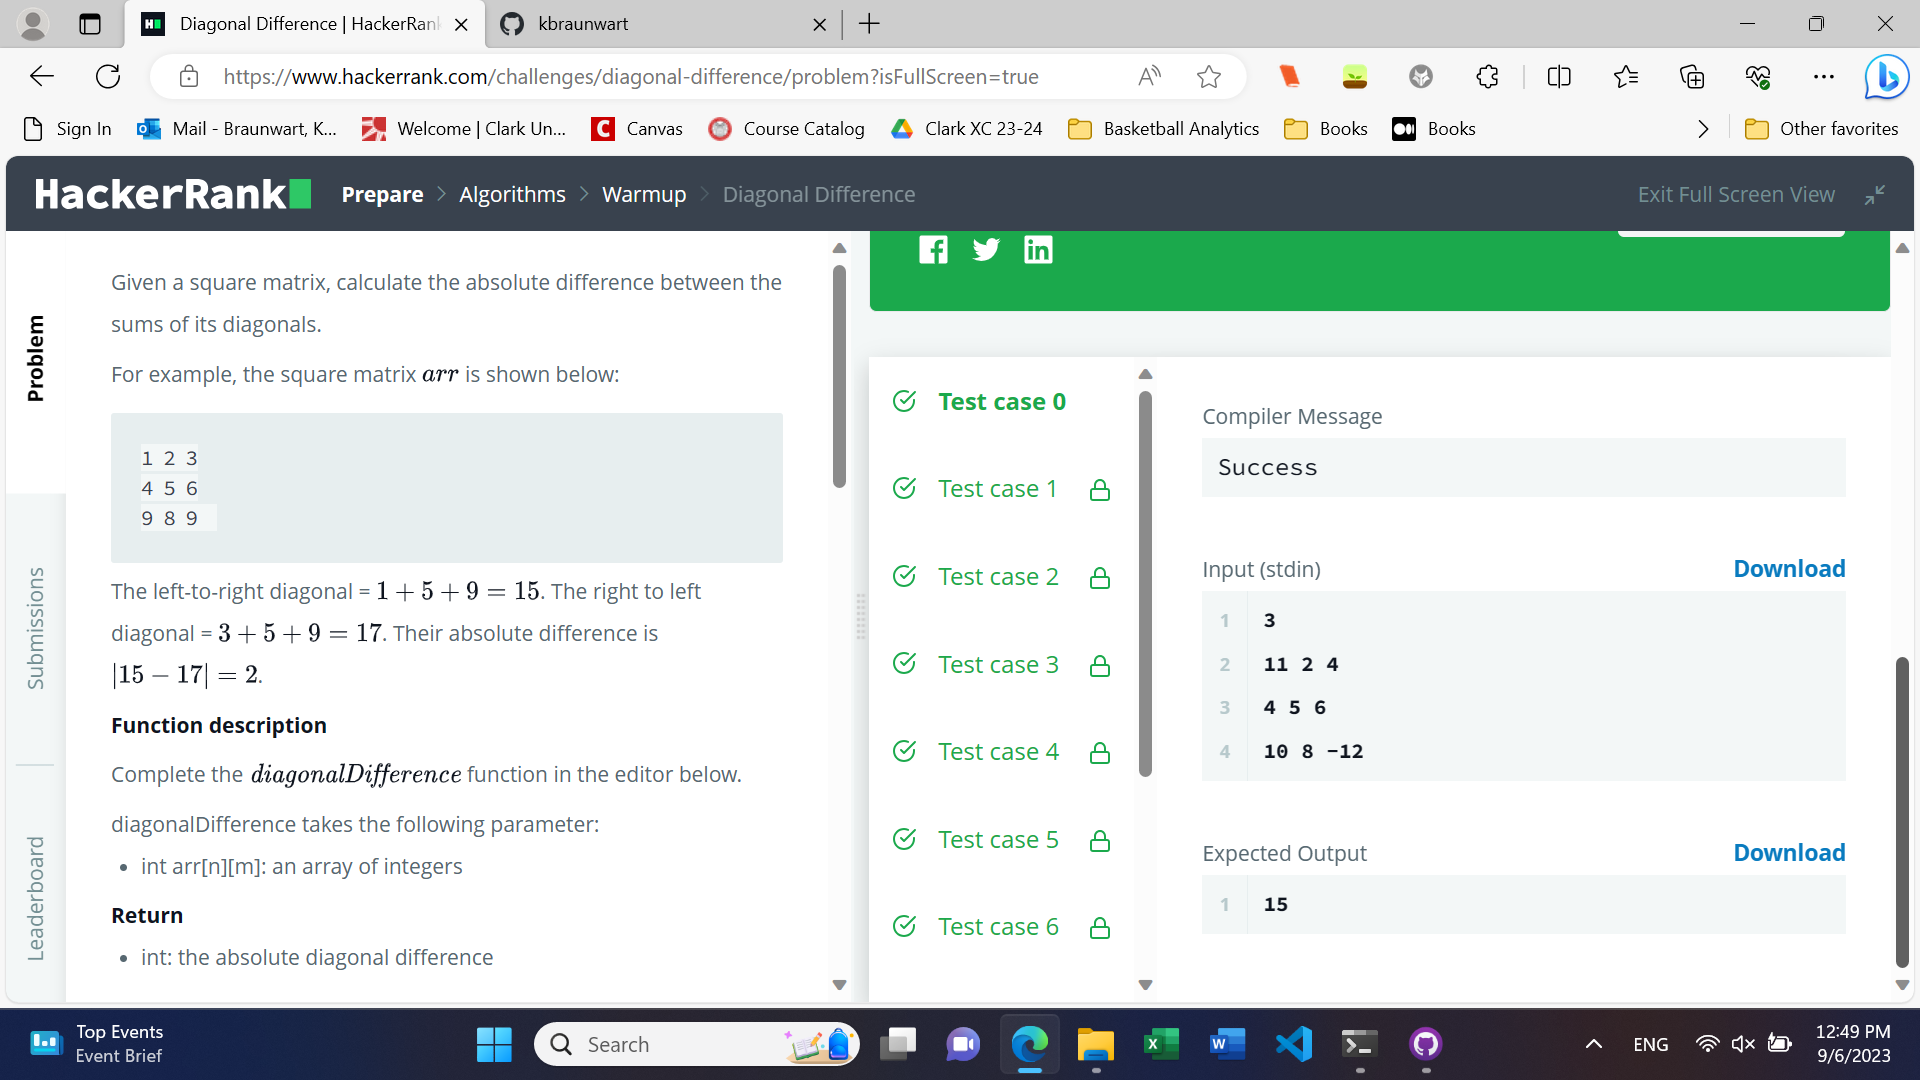 Diagonal Difference | HackerRank
kbraunwart
https://www.hackerrank.com/challenges/diagonal-difference/problem?isFullScreen=true
Sign In
Mail - Braunwart, K...
Welcome | Clark Un...
Canvas
Course Catalog
Clark XC 23-24
Basketball Analytics
Books
Books
Other favorites
HackerRank
Prepare > Algorithms > Warmup > Diagonal Difference
Exit Full Screen View
Problem
Submissions
Leaderboard
Given a square matrix, calculate the absolute difference between the
sums of its diagonals.
For example, the square matrix arr is shown below:
1 2 3
4 5 6
9 8 9
The left-to-right diagonal = 1 + 5 + 9 = 15. The right to left
diagonal = 3 + 5 + 9 = 17. Their absolute difference is
|15 − 17| = 2.
Function description
Complete the diagonalDifference function in the editor below.
diagonalDifference takes the following parameter:
• int arr[n][m]: an array of integers
Return
• int: the absolute diagonal difference
Test case 0
Test case 1
Test case 2
Test case 3
Test case 4
Test case 5
Test case 6
Compiler Message
Success
Input (stdin)
Download
1 3
2 11 2 4
3 4 5 6
4 10 8 -12
Expected Output
Download
1 15
Top Events
Event Brief
Search
ENG
12:49 PM
9/6/2023